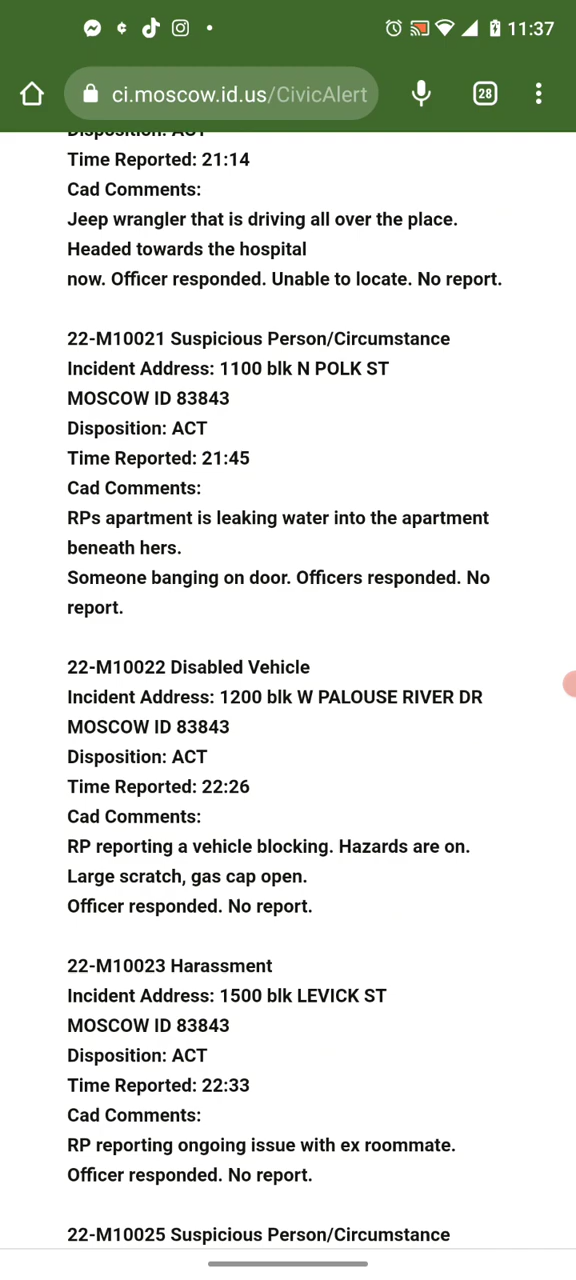 11:37
ci.moscow.id.us/CivicAlert
28
Disposition: ACT
Time Reported: 21:14
Cad Comments:
Jeep wrangler that is driving all over the place.
Headed towards the hospital
now. Officer responded. Unable to locate. No report.
22-M10021 Suspicious Person/Circumstance
Incident Address: 1100 blk N POLK ST
MOSCOW ID 83843
Disposition: ACT
Time Reported: 21:45
Cad Comments:
RPs apartment is leaking water into the apartment
beneath hers.
Someone banging on door. Officers responded. No
report.
22-M10022 Disabled Vehicle
Incident Address: 1200 blk W PALOUSE RIVER DR
MOSCOW ID 83843
Disposition: ACT
Time Reported: 22:26
Cad Comments:
RP reporting a vehicle blocking. Hazards are on.
Large scratch, gas cap open.
Officer responded. No report.
22-M10023 Harassment
Incident Address: 1500 blk LEVICK ST
MOSCOW ID 83843
Disposition: ACT
Time Reported: 22:33
Cad Comments:
RP reporting ongoing issue with ex roommate.
Officer responded. No report.
22-M10025 Suspicious Person/Circumstance